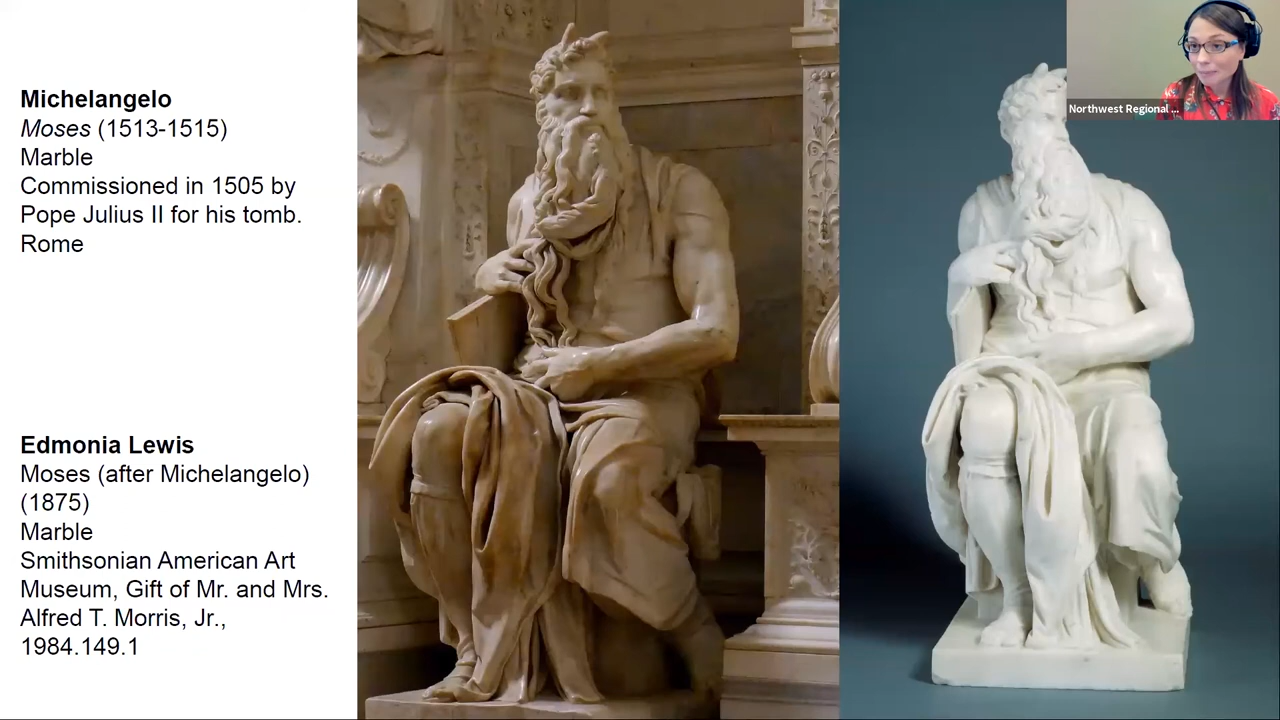 Michelangelo
Moses (1513-1515)
Marble
Commissioned in 1505 by
Pope Julius II for his tomb.
Rome
Edmonia Lewis
Moses (after Michelangelo)
(1875)
Marble
Smithsonian American Art
Museum, Gift of Mr. and Mrs.
Alfred T. Morris, Jr.,
1984.149.1
Northwest Regional ...